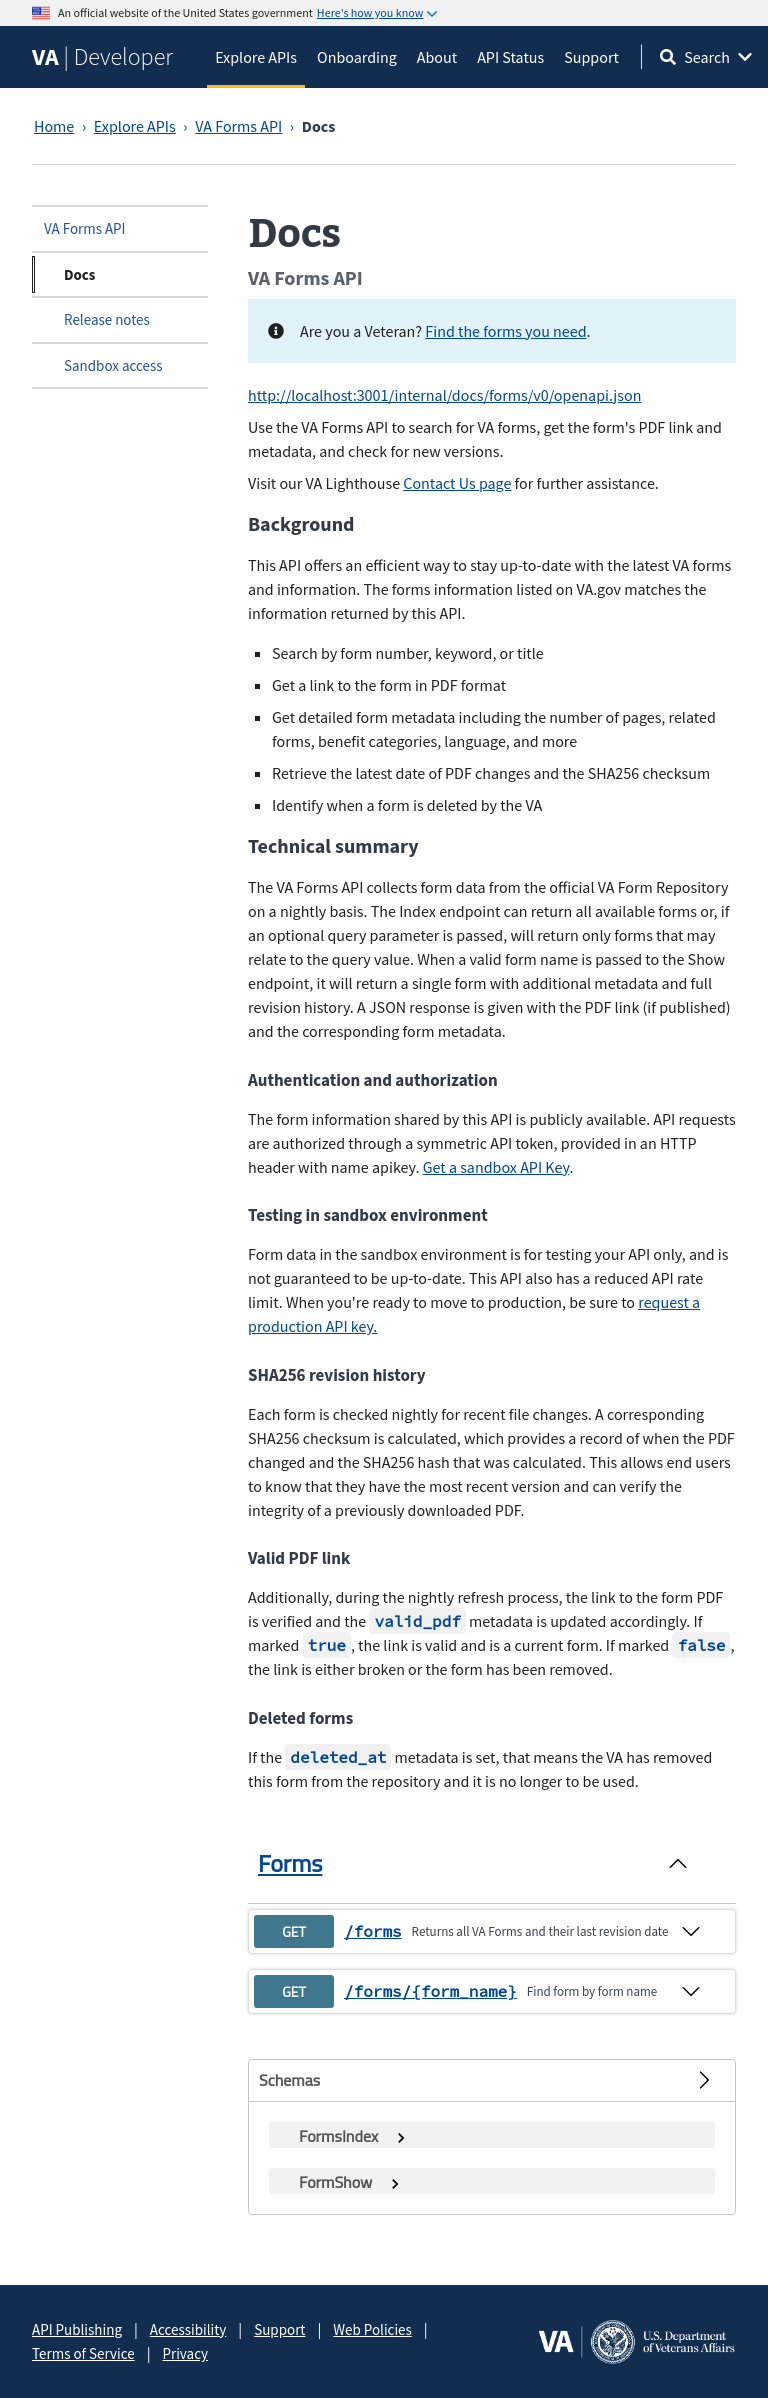 An official website of the United States government Here's how you know
VA | Developer Explore APIs Onboarding About API Status Support Search
Home › Explore APIs › VA Forms API › Docs
VA Forms API
Docs
Release notes
Sandbox access
Docs
VA Forms API
Are you a Veteran? Find the forms you need.
http://localhost:3001/internal/docs/forms/v0/openapi.json
Use the VA Forms API to search for VA forms, get the form's PDF link and
metadata, and check for new versions.
Visit our VA Lighthouse Contact Us page for further assistance.
Background
This API offers an efficient way to stay up-to-date with the latest VA forms
and information. The forms information listed on VA.gov matches the
information returned by this API.
Search by form number, keyword, or title
Get a link to the form in PDF format
Get detailed form metadata including the number of pages, related
forms, benefit categories, language, and more
Retrieve the latest date of PDF changes and the SHA256 checksum
Identify when a form is deleted by the VA
Technical summary
The VA Forms API collects form data from the official VA Form Repository
on a nightly basis. The Index endpoint can return all available forms or, if
an optional query parameter is passed, will return only forms that may
relate to the query value. When a valid form name is passed to the Show
endpoint, it will return a single form with additional metadata and full
revision history. A JSON response is given with the PDF link (if published)
and the corresponding form metadata.
Authentication and authorization
The form information shared by this API is publicly available. API requests
are authorized through a symmetric API token, provided in an HTTP
header with name apikey. Get a sandbox API Key.
Testing in sandbox environment
Form data in the sandbox environment is for testing your API only, and is
not guaranteed to be up-to-date. This API also has a reduced API rate
limit. When you're ready to move to production, be sure to request a
production API key.
SHA256 revision history
Each form is checked nightly for recent file changes. A corresponding
SHA256 checksum is calculated, which provides a record of when the PDF
changed and the SHA256 hash that was calculated. This allows end users
to know that they have the most recent version and can verify the
integrity of a previously downloaded PDF.
Valid PDF link
Additionally, during the nightly refresh process, the link to the form PDF
is verified and the valid_pdf metadata is updated accordingly. If
marked true, the link is valid and is a current form. If marked false,
the link is either broken or the form has been removed.
Deleted forms
If the deleted_at metadata is set, that means the VA has removed
this form from the repository and it is no longer to be used.
Forms
GET /forms Returns all VA Forms and their last revision date
GET /forms/{form_name} Find form by form name
Schemas
FormsIndex
FormShow
API Publishing | Accessibility | Support | Web Policies |
Terms of Service | Privacy
VA | U.S. Department
of Veterans Affairs